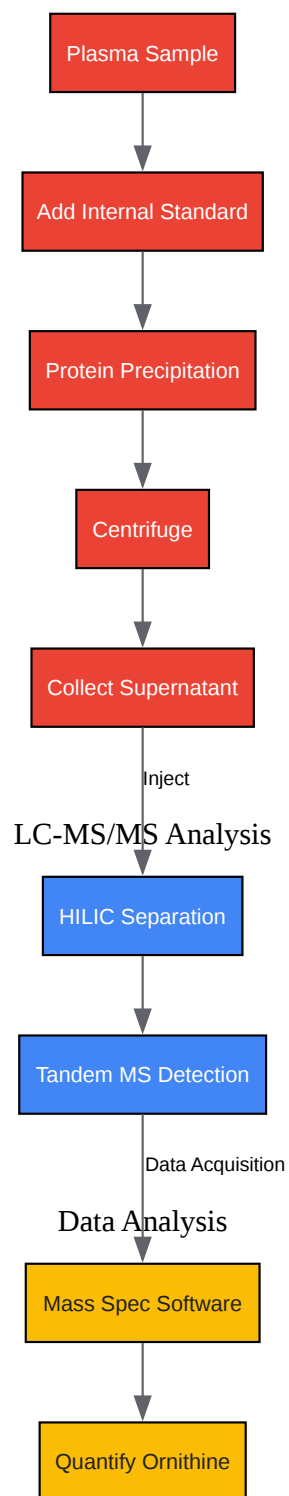 Plasma Sample
Add Internal Standard
Protein Precipitation
Centrifuge
Collect Supernatant
Inject
LC-MS/MS Analysis
HILIC Separation
Tandem MS Detection
Data Acquisition
Data Analysis
Mass Spec Software
Quantify Ornithine